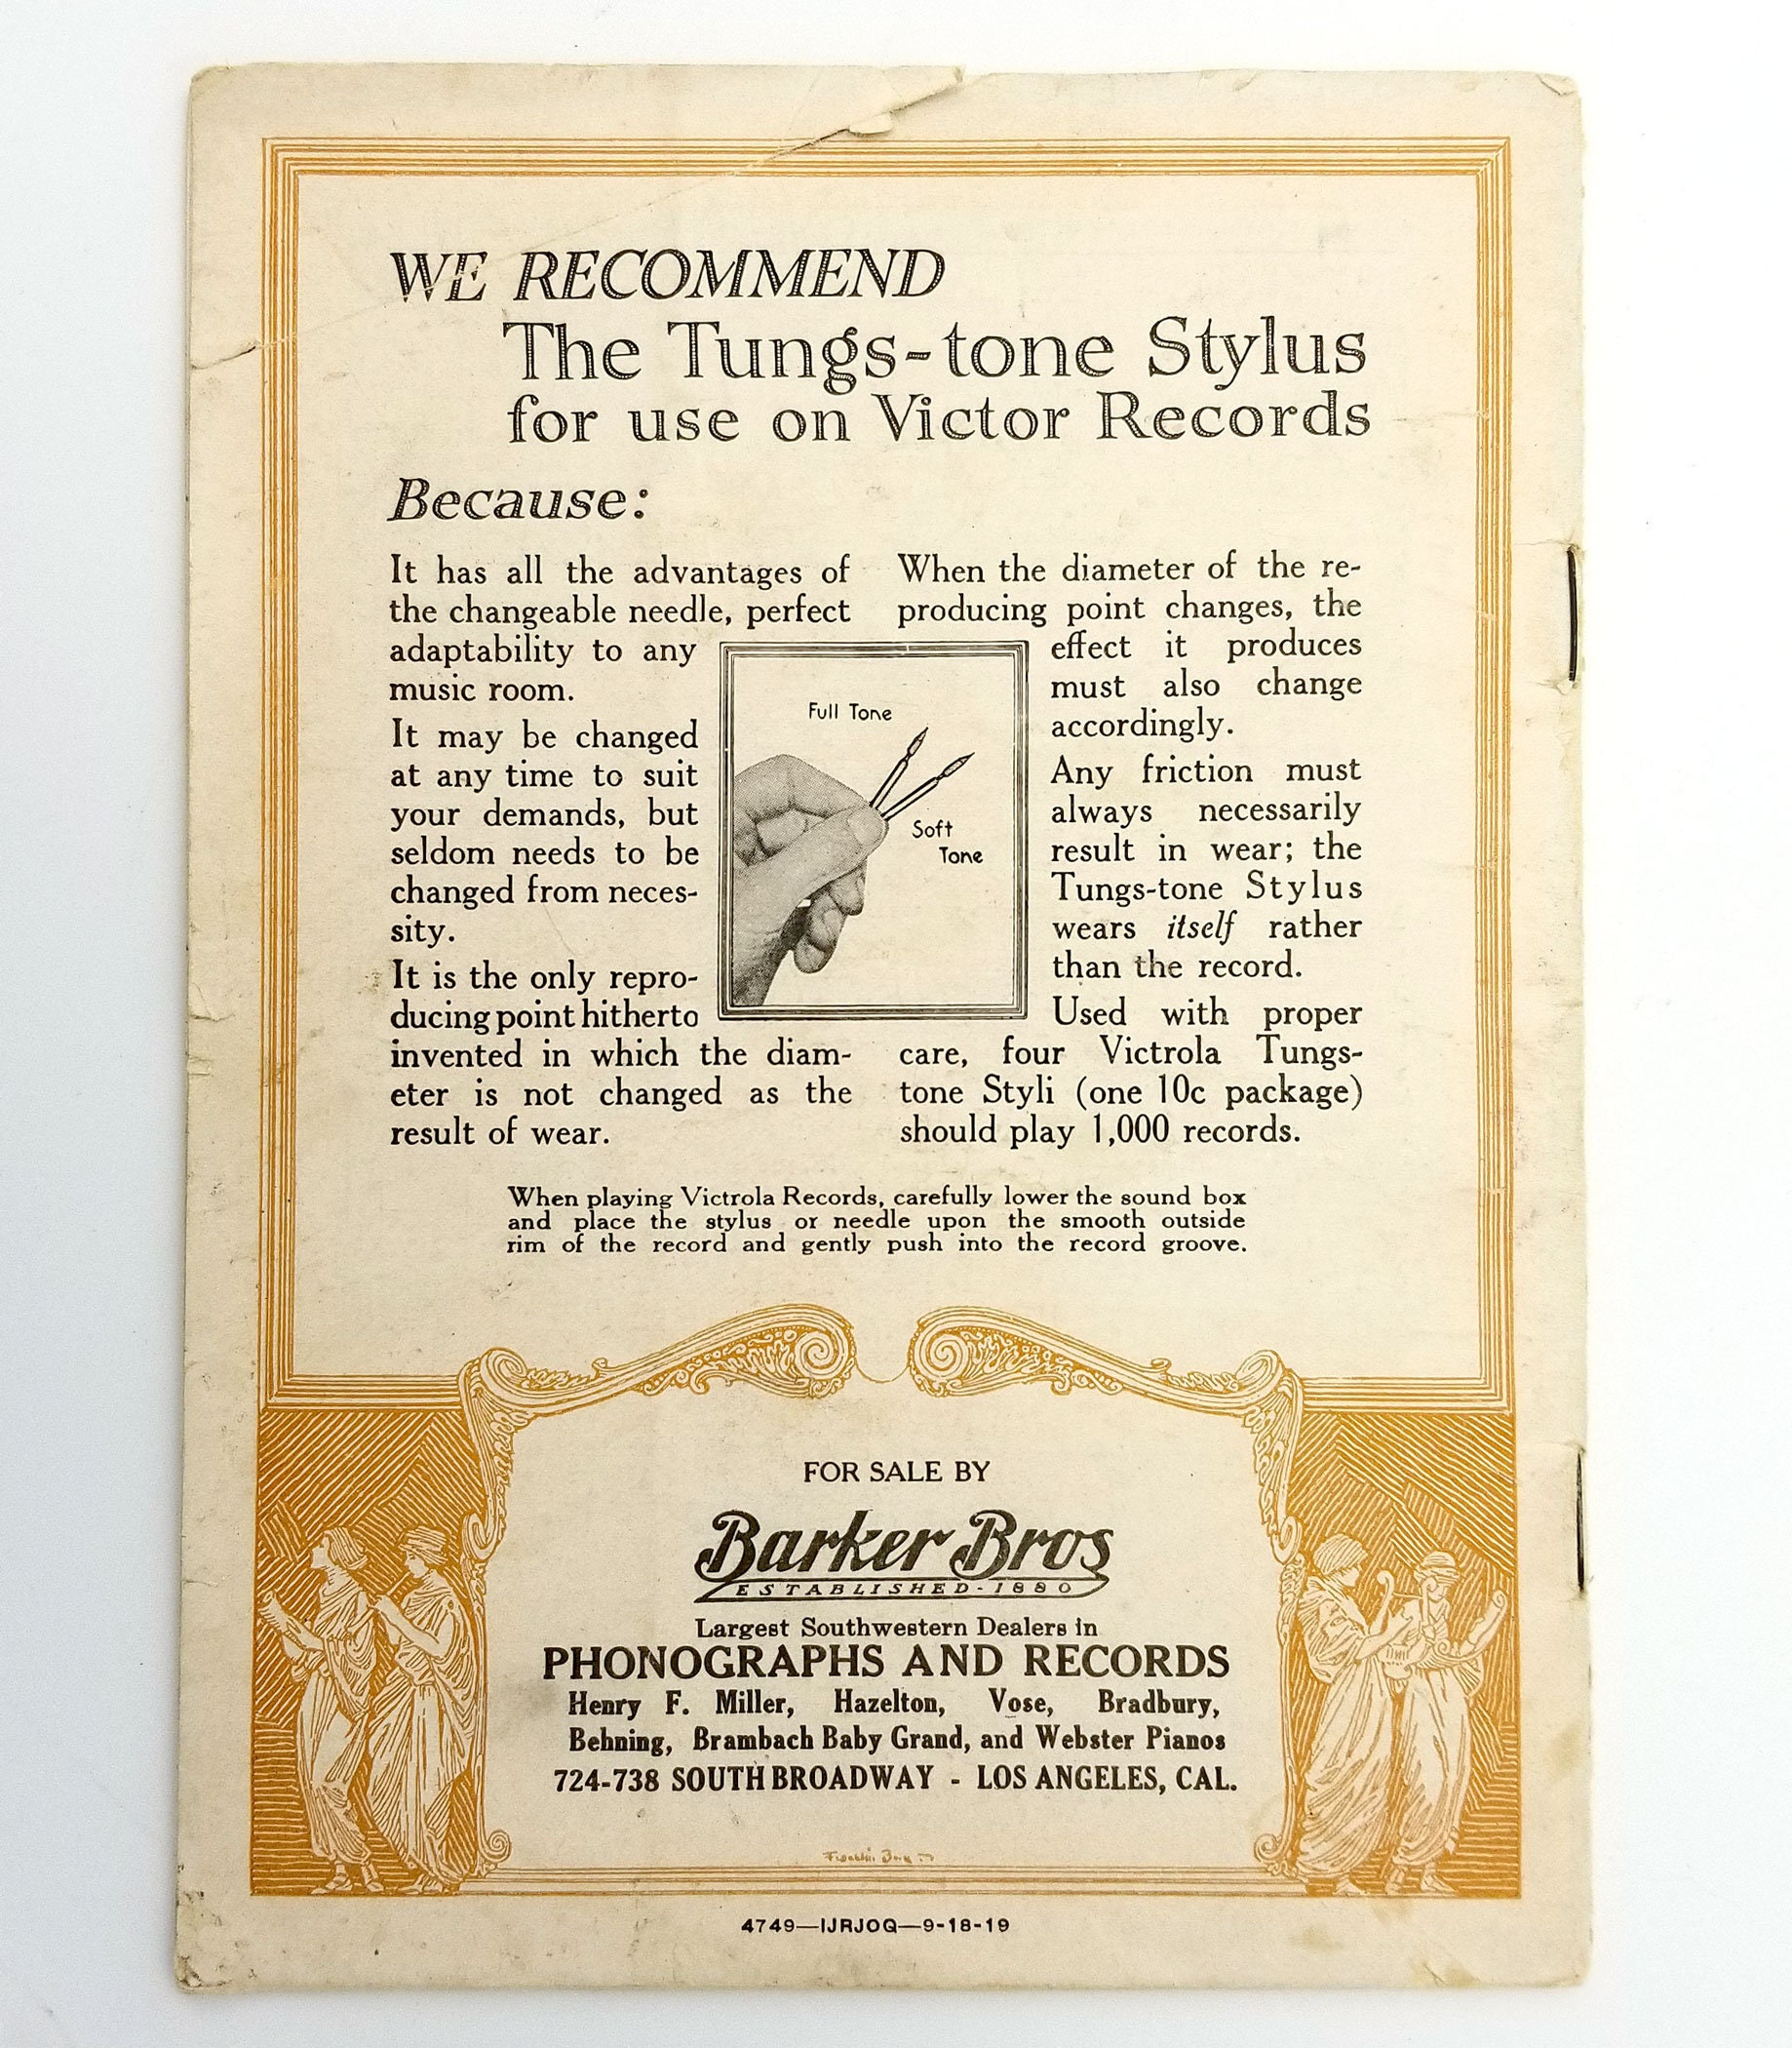 WE RECOMMEND
The Tungs-tone Stylus
for use on Victor Records
Because:
It has all the advantages of
the changeable needle, perfect
adaptability to any
music room.
It may be changed
at any time to suit
your demands, but
seldom needs to be
changed from neces-
sity.
It is the only repro-
ducing point hitherto
invented in which the diam-
eter is not changed as the
result of wear.
Full Tone
Soft
Tone
When the diameter of the re-
producing point changes, the
effect it produces
must also change
accordingly.
Any friction must
always necessarily
result in wear; the
Tungs-tone Stylus
wears itself rather
than the record.
Used with proper
care, four Victrola Tungs-
tone Styli (one 10c package)
should play 1,000 records.
When playing Victrola Records, carefully lower the sound box
and place the stylus or needle upon the smooth outside
rim of the record and gently push into the record groove.
FOR SALE BY
Barker Bros
ESTABLISHED-1880
Largest Southwestern Dealers in
PHONOGRAPHS AND RECORDS
Henry F. Miller, Hazelton, Vose, Bradbury,
Behning, Brambach Baby Grand, and Webster Pianos
724-738 SOUTH BROADWAY - LOS ANGELES, CAL.
4749—IJRJOQ—9-18-19